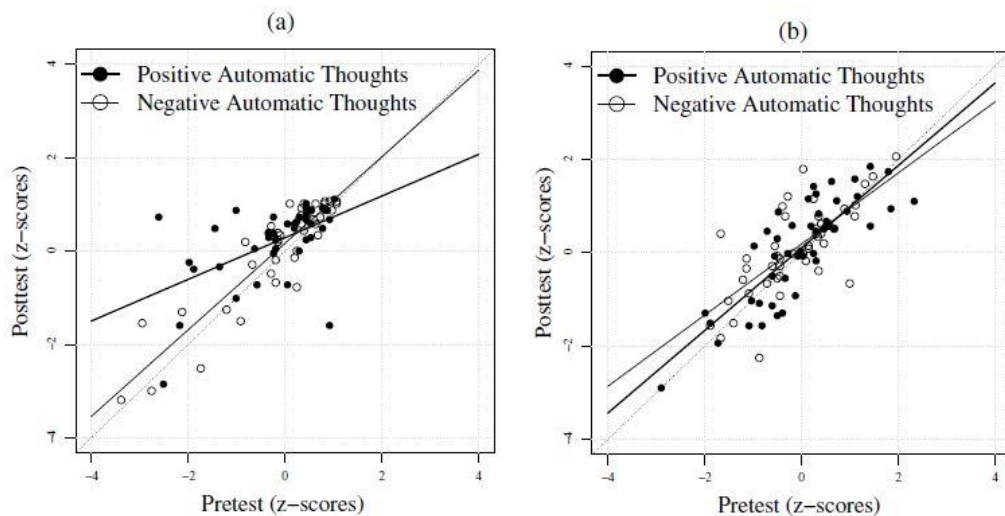 (a)
4
2
0
−2
−4
Positive Automatic Thoughts
Negative Automatic Thoughts
Posttest (z−scores)
−4
−2
0
2
4
Pretest (z−scores)
(b)
4
2
0
−2
−4
Positive Automatic Thoughts
Negative Automatic Thoughts
Posttest (z−scores)
−4
−2
0
2
4
Pretest (z−scores)